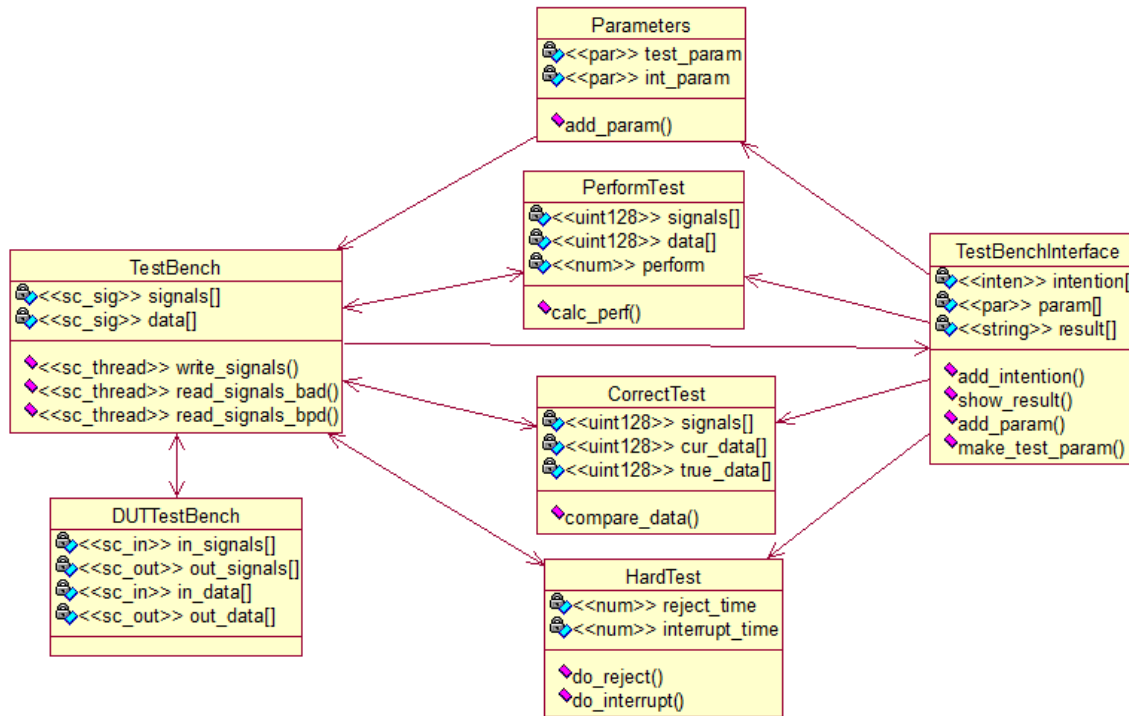 Parameters
<<par>> test_param
<<par>> int_param
add_param()
PerformTest
<<uint128>> signals[]
<<uint128>> data[]
<<num>> perform
calc_perf()
TestBench
<<sc_sig>> signals[]
<<sc_sig>> data[]
<<sc_thread>> write_signals()
<<sc_thread>> read_signals_bad()
<<sc_thread>> read_signals_bpd()
TestBenchInterface
<<inten>> intention[
<<par>> param[]
<<string>> result[]
add_intention()
show_result()
add_param()
make_test_param()
CorrectTest
<<uint128>> signals[]
<<uint128>> cur_data[]
<<uint128>> true_data[]
compare_data()
DUTTestBench
<<sc_in>> in_signals[]
<<sc_out>> out_signals[]
<<sc_in>> in_data[]
<<sc_out>> out_data[]
HardTest
<<num>> reject_time
<<num>> interrupt_time
do_reject()
do_interrupt()